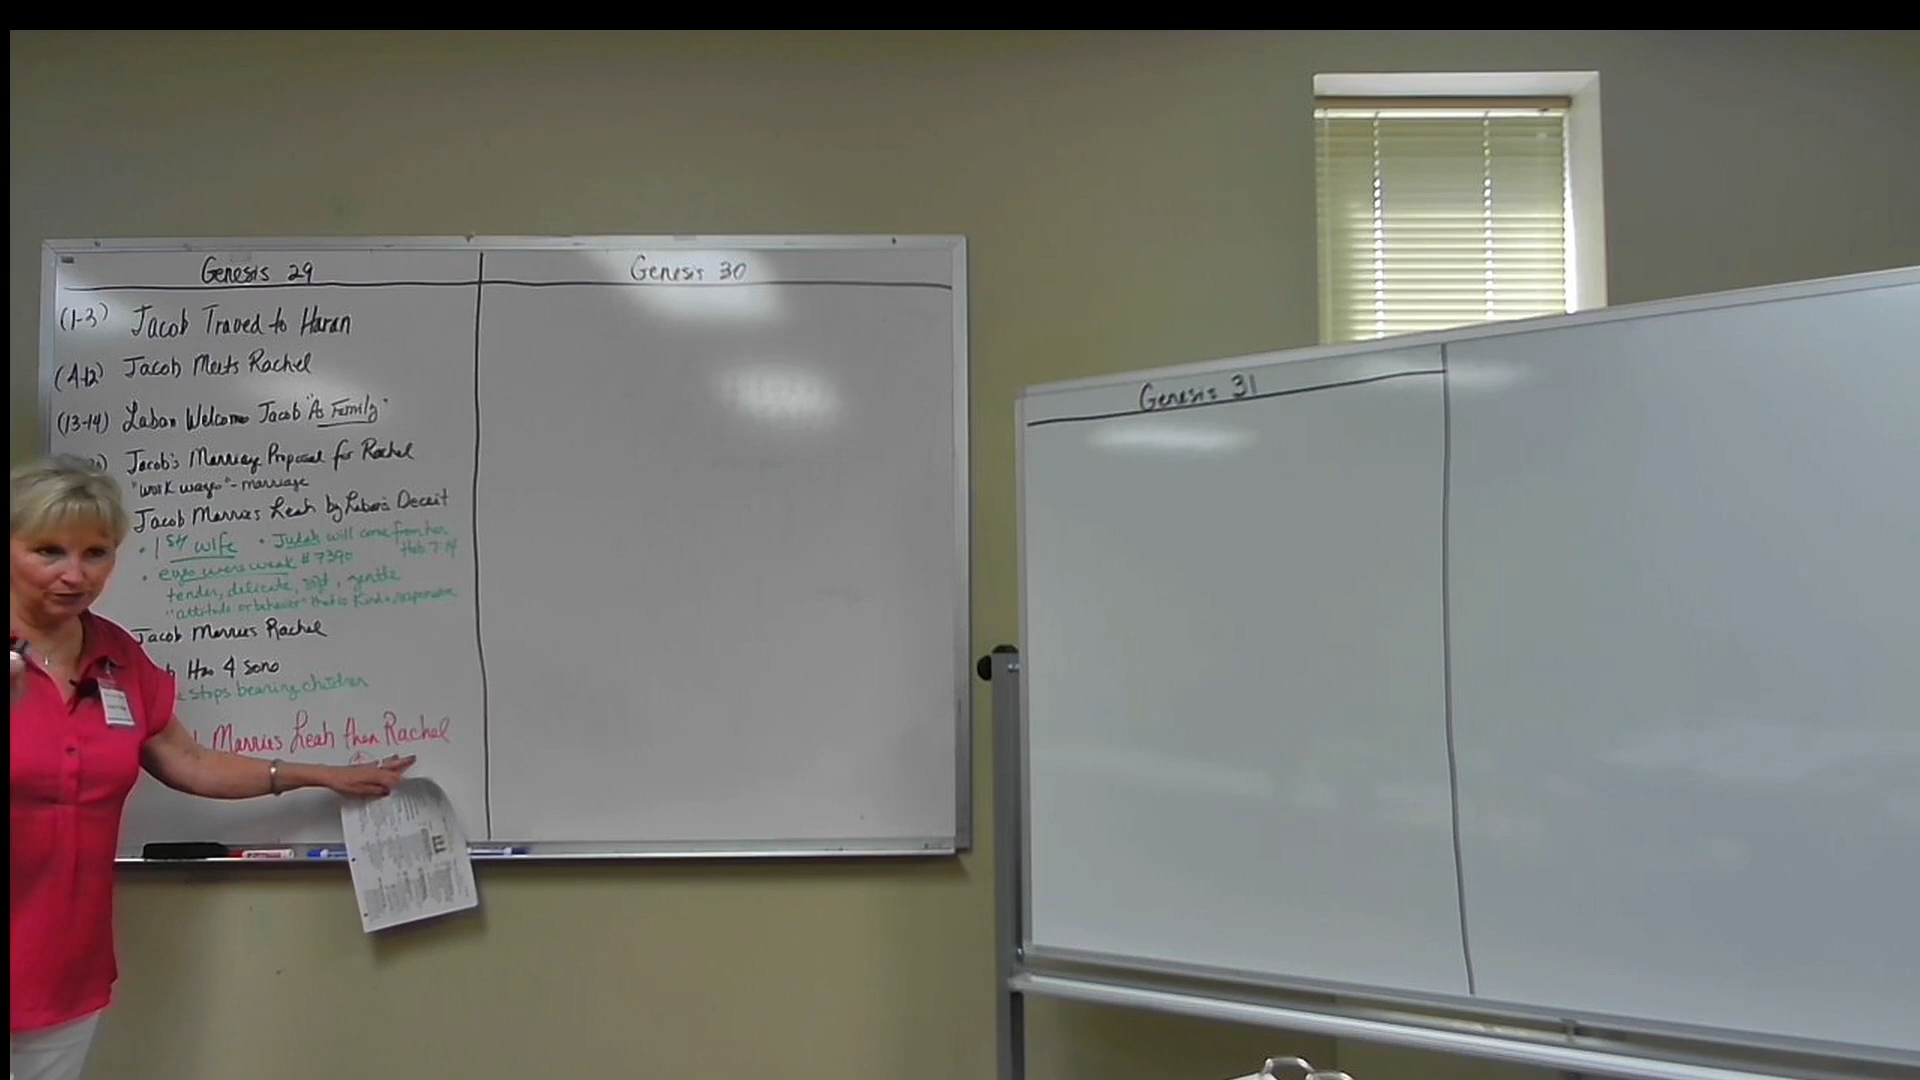 Genesis 29
(1-3) Jacob Traved to Haran
(4-12) Jacob Meets Rachel
(13-14) Laban Welcomes Jacob "As Family"
Jacob's Marriage Proposal for Rachel
"work wages" - marriage
Jacob Marries Leah by Laban's Deceit
• 1st wife • Judah will come from her
Heb. 7:14
• eyes were weak #7390
tender, delicate, soft, gentle
"attitude or behavior" that is Kind + responsive
Jacob Marries Rachel
Has 4 sons
stops bearing children
Marries Leah then Rachel
Genesis 30
Genesis 31